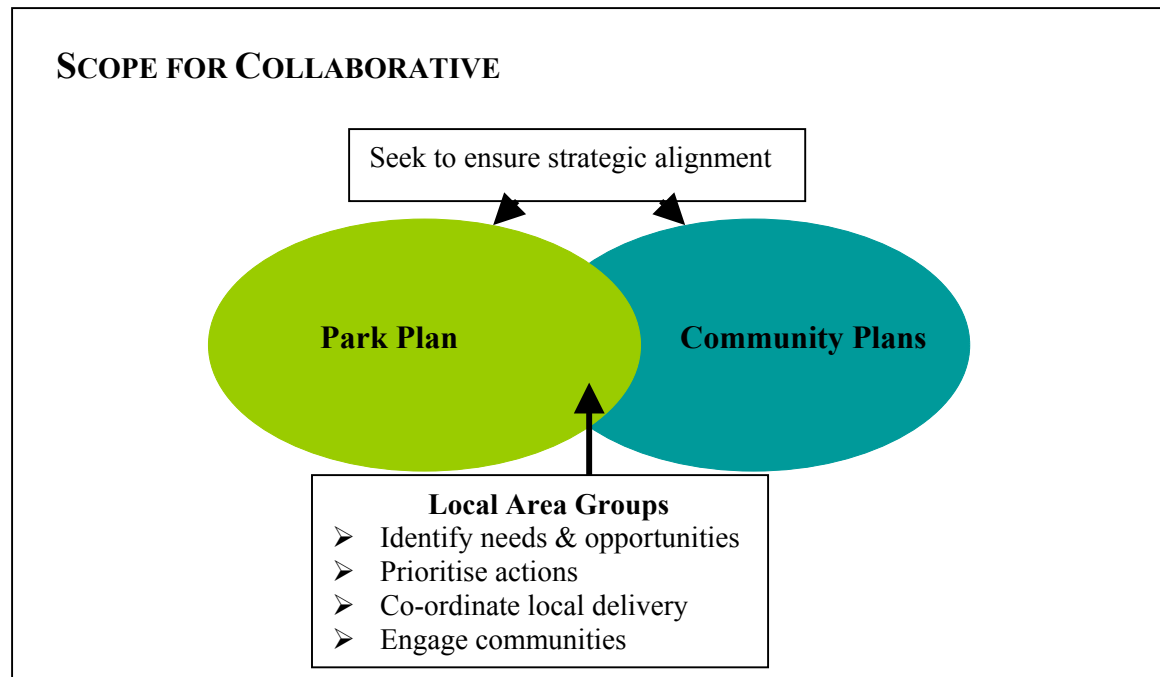 SCOPE FOR COLLABORATIVE
Seek to ensure strategic alignment
Park Plan
Community Plans
Local Area Groups
➢ Identify needs & opportunities
➢ Prioritise actions
➢ Co-ordinate local delivery
➢ Engage communities